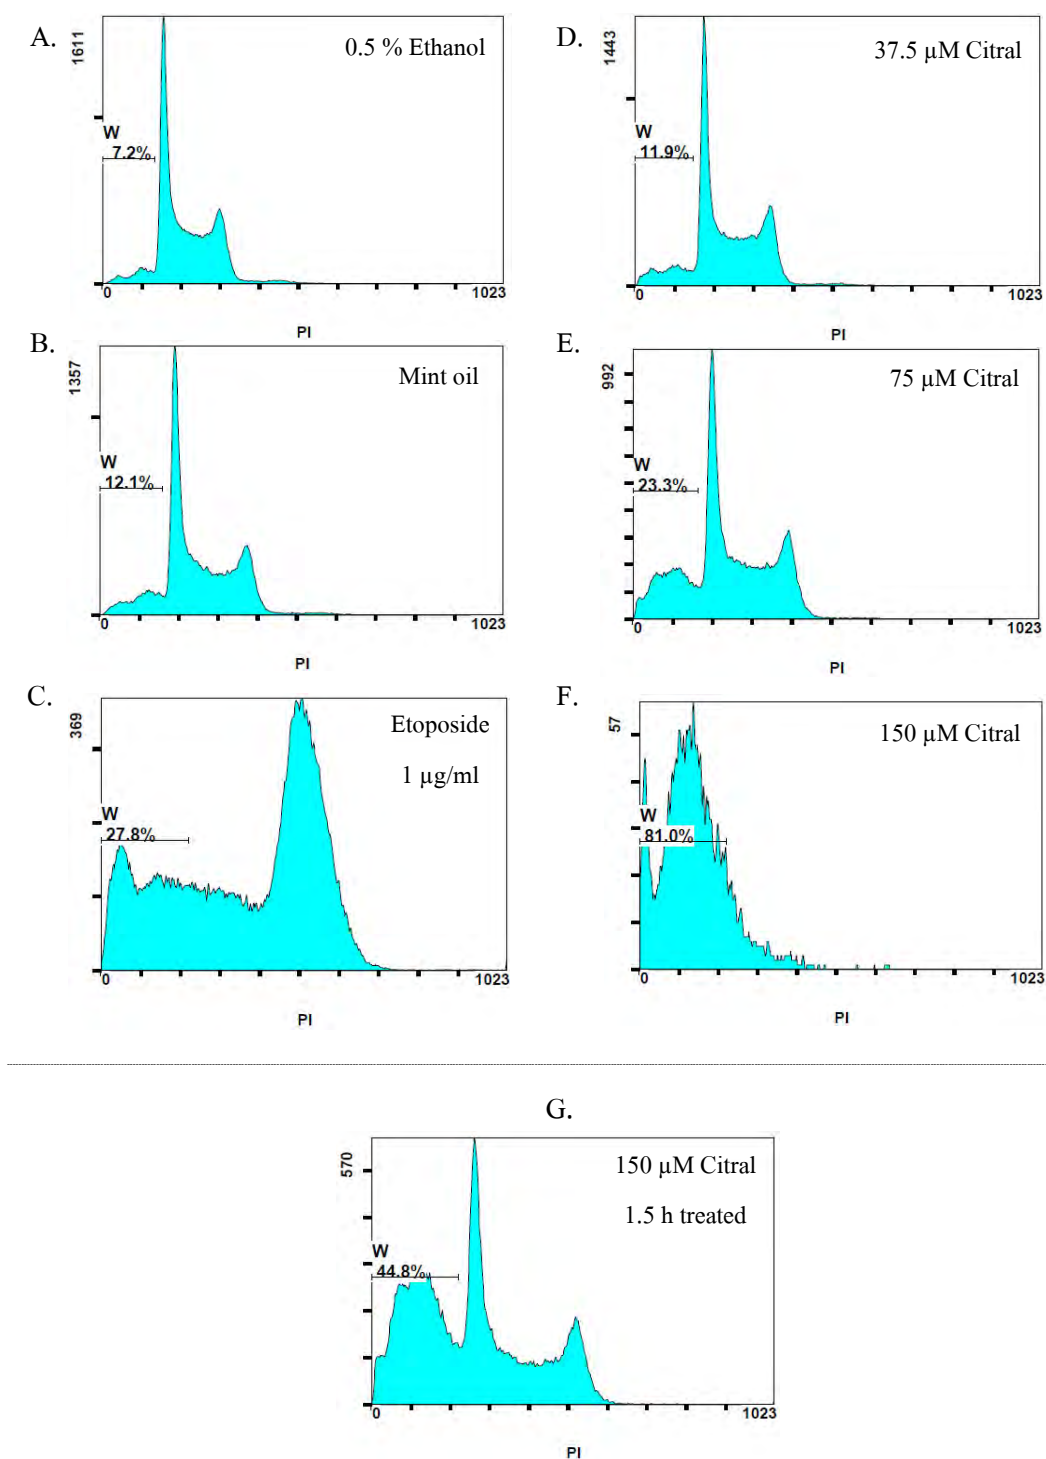 A.
1611
0.5 % Ethanol
W
7.2%
0
1023
PI
D.
1443
37.5 µM Citral
W
11.9%
0
1023
PI
B.
1357
Mint oil
W
12.1%
0
1023
PI
E.
992
75 µM Citral
W
23.3%
0
1023
PI
C.
369
Etoposide
1 µg/ml
W
27.8%
0
1023
PI
F.
57
150 µM Citral
W
81.0%
0
1023
PI
G.
570
150 µM Citral
1.5 h treated
W
44.8%
0
1023
PI